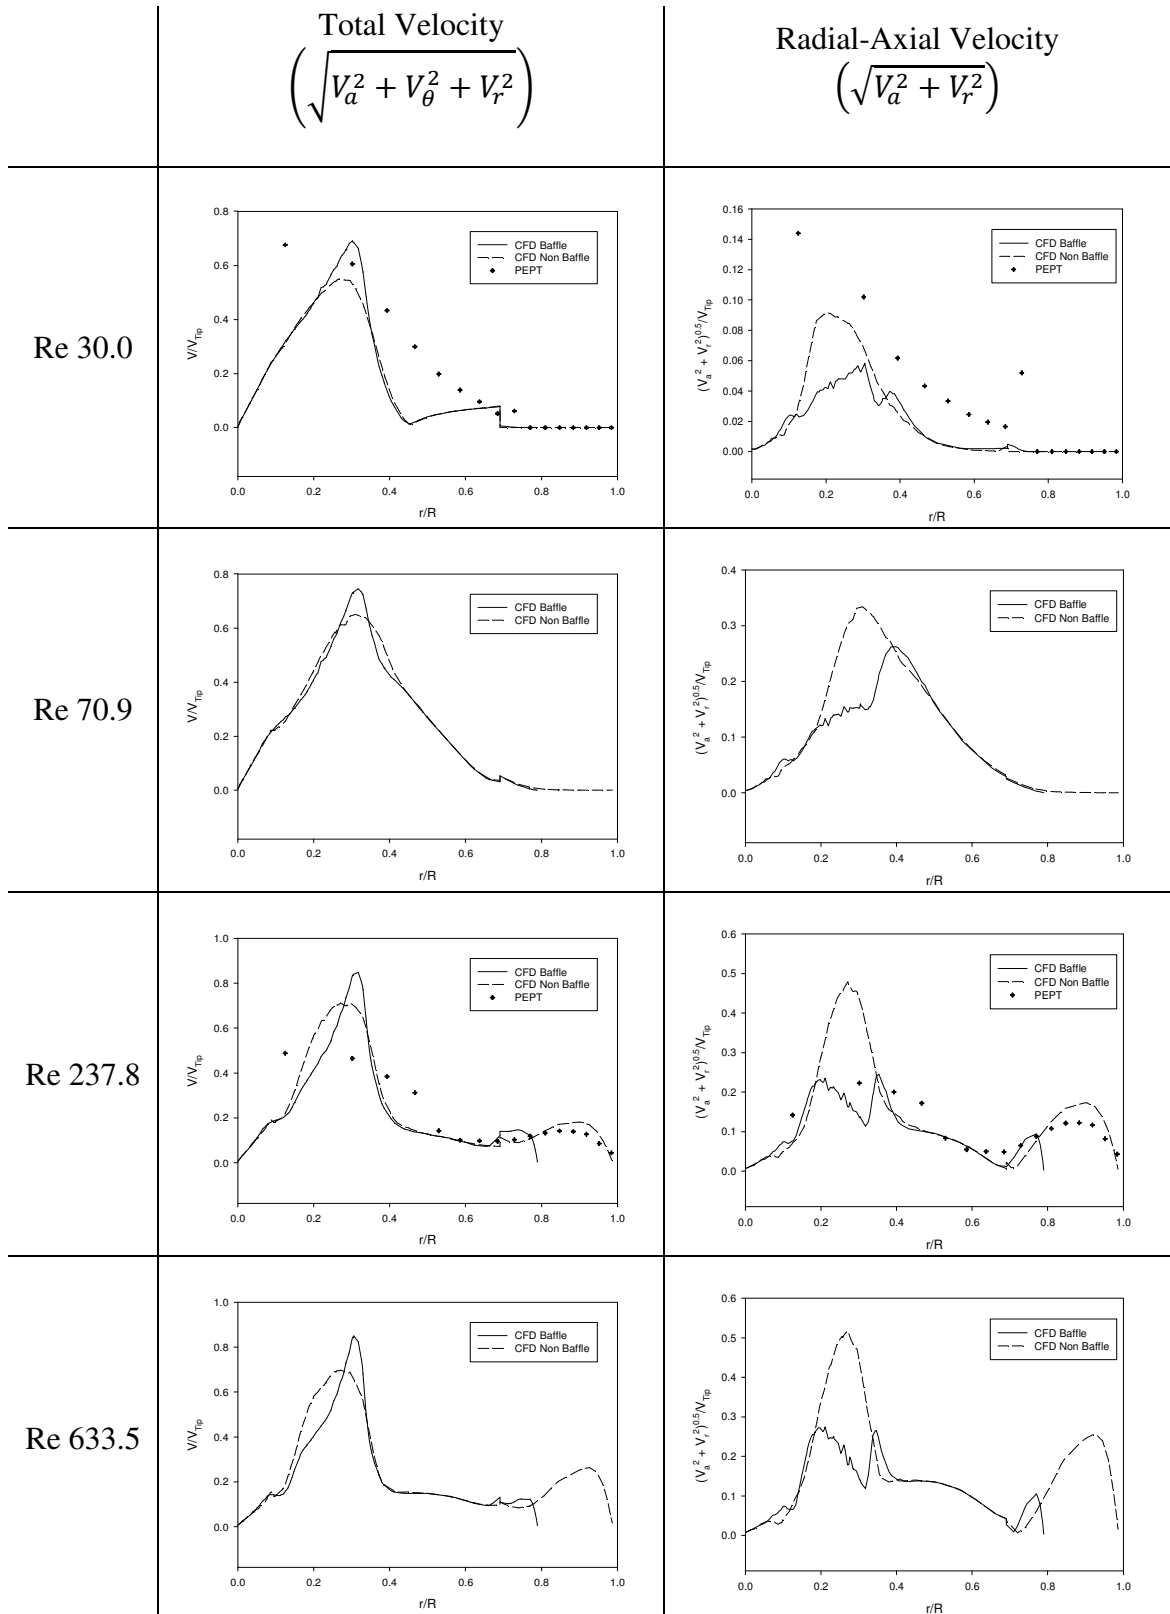 Total Velocity
(√V_a^2 + V_θ^2 + V_r^2)
Radial-Axial Velocity
(√V_a^2 + V_r^2)
Re 30.0
V/V_Tip
0.8
0.6
0.4
0.2
0.0
CFD Baffle
CFD Non Baffle
PEPT
0.0 0.2 0.4 0.6 0.8 1.0
r/R
(V_a^2 + V_r^2)^0.5/V_Tip
0.16
0.14
0.12
0.10
0.08
0.06
0.04
0.02
0.00
CFD Baffle
CFD Non Baffle
PEPT
0.0 0.2 0.4 0.6 0.8 1.0
r/R
Re 70.9
V/V_Tip
0.8
0.6
0.4
0.2
0.0
CFD Baffle
CFD Non Baffle
0.0 0.2 0.4 0.6 0.8 1.0
r/R
(V_a^2 + V_r^2)^0.5/V_Tip
0.4
0.3
0.2
0.1
0.0
CFD Baffle
CFD Non Baffle
0.0 0.2 0.4 0.6 0.8 1.0
r/R
Re 237.8
V/V_Tip
1.0
0.8
0.6
0.4
0.2
0.0
CFD Baffle
CFD Non Baffle
PEPT
0.0 0.2 0.4 0.6 0.8 1.0
r/R
(V_a^2 + V_r^2)^0.5/V_Tip
0.6
0.5
0.4
0.3
0.2
0.1
0.0
CFD Baffle
CFD Non Baffle
PEPT
0.0 0.2 0.4 0.6 0.8 1.0
r/R
Re 633.5
V/V_Tip
1.0
0.8
0.6
0.4
0.2
0.0
CFD Baffle
CFD Non Baffle
0.0 0.2 0.4 0.6 0.8 1.0
r/R
(V_a^2 + V_r^2)^0.5/V_Tip
0.6
0.5
0.4
0.3
0.2
0.1
0.0
CFD Baffle
CFD Non Baffle
0.0 0.2 0.4 0.6 0.8 1.0
r/R